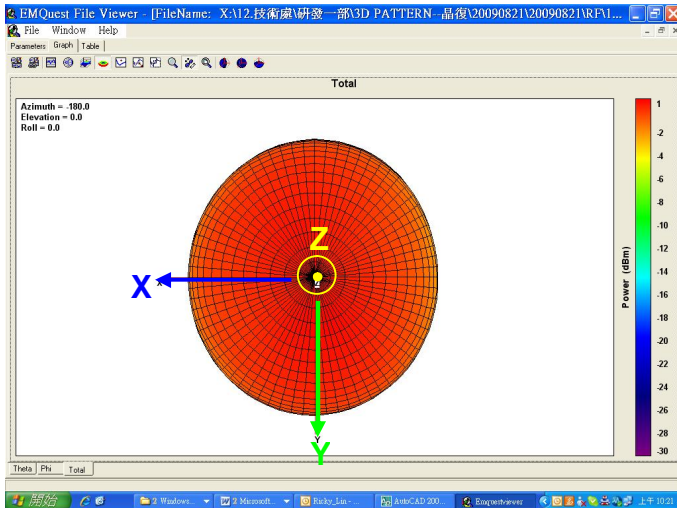 EMQuest File Viewer - [FileName: X:\12.技術處\研發一部\3D PATTERN--晶復\20090821\20090821\RF\1...
File Window Help
Parameters Graph Table
Total
Azimuth = -180.0
Elevation = 0.0
Roll = 0.0
Z
X
x
Y
Y
Power (dBm)
1
-2
-4
-6
-8
-10
-12
-14
-16
-18
-20
-22
-24
-26
-28
-30
Theta Phi Total
開始 2 Windows... 2 Microsoft... Ricky_Lin - ... AutoCAD 200... Emquestviewer 上午 10:21